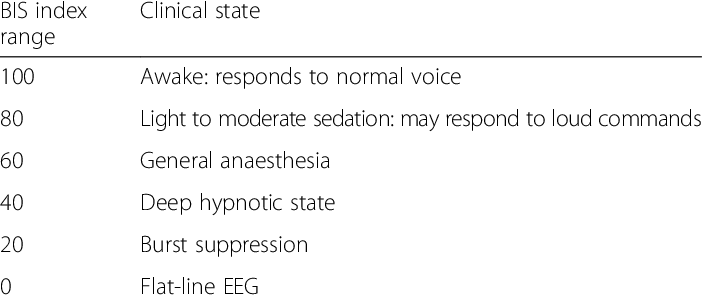 BIS index range Clinical state
100 Awake: responds to normal voice
80 Light to moderate sedation: may respond to loud commands
60 General anaesthesia
40 Deep hypnotic state
20 Burst suppression
0 Flat-line EEG